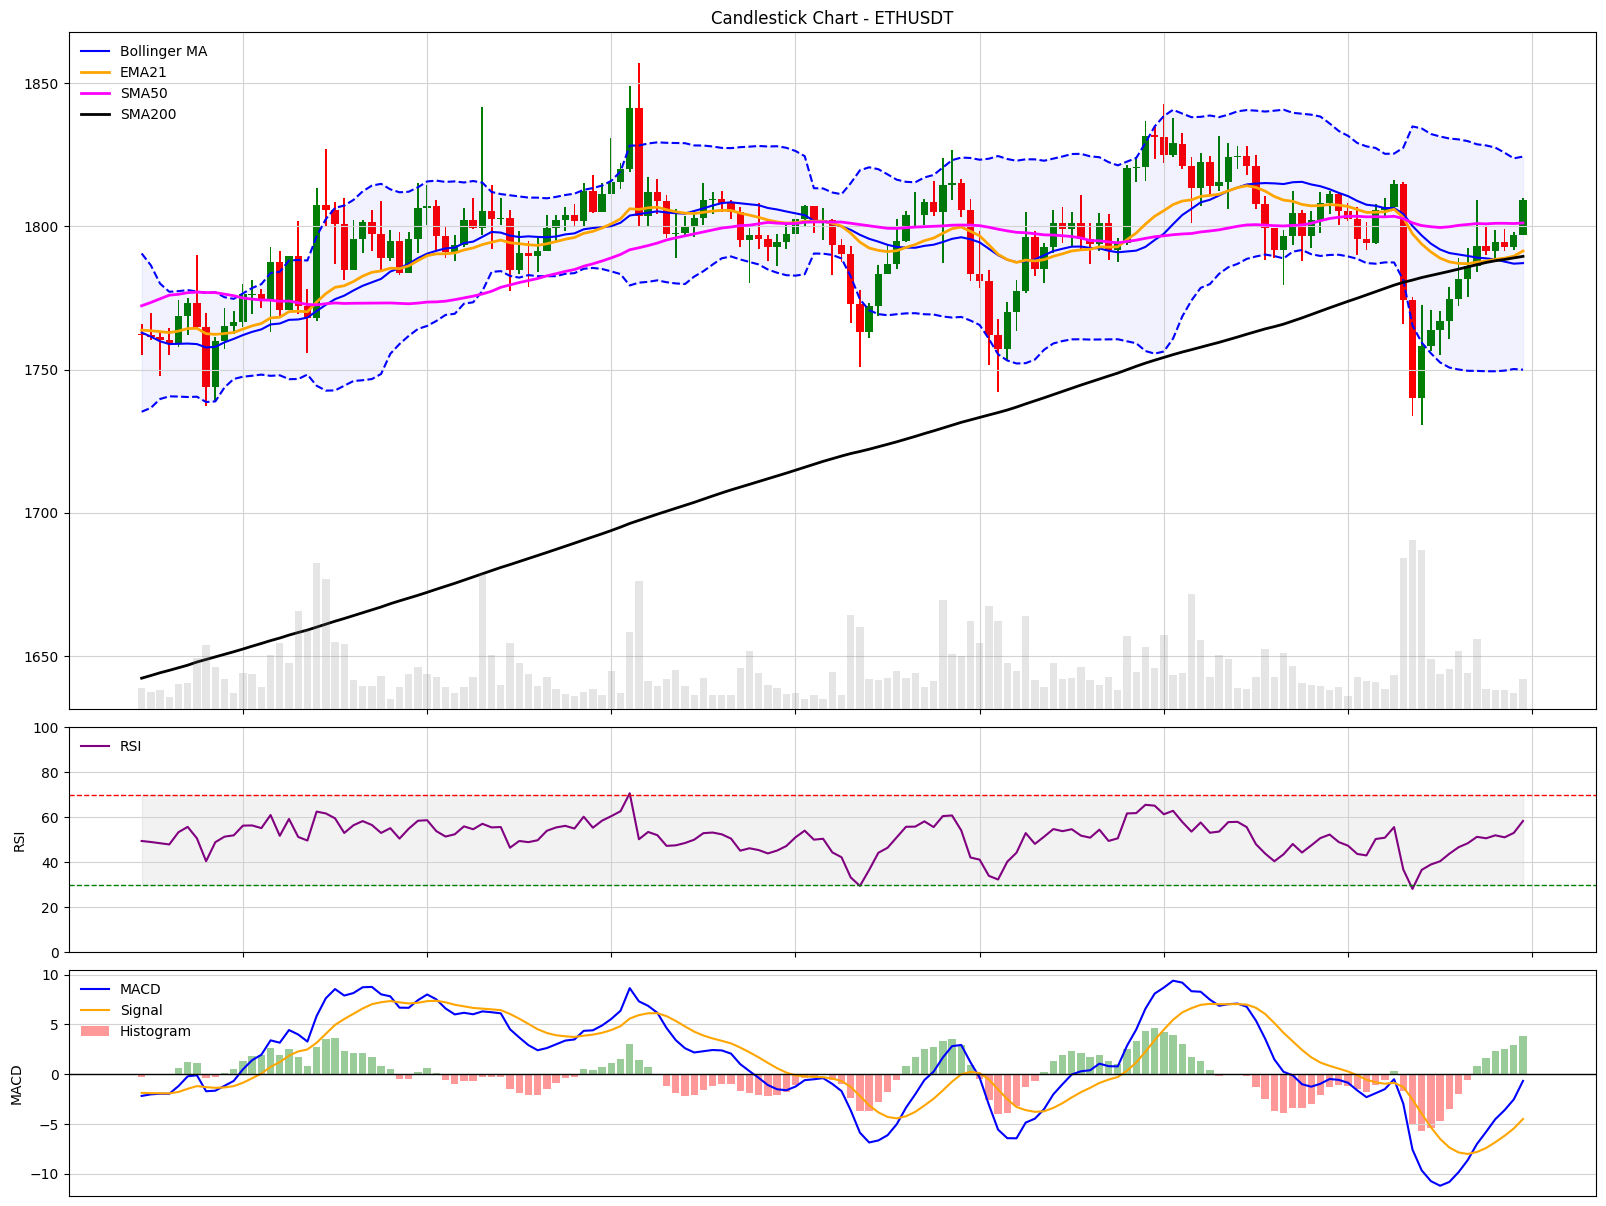 Candlestick Chart - ETHUSDT
Bollinger MA
EMA21
SMA50
SMA200
1850
1800
1750
1700
1650
100
80
60
40
20
0
RSI
RSI
10
5
0
−5
−10
MACD
MACD
Signal
Histogram